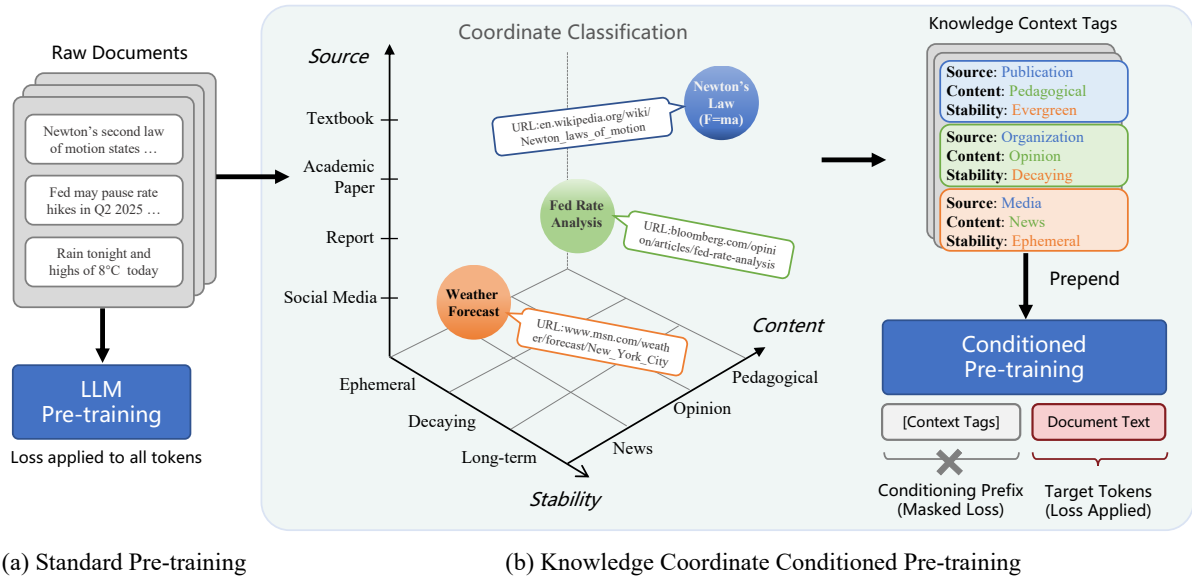 Raw Documents
Newton's second law
of motion states …
Fed may pause rate
hikes in Q2 2025 …
Rain tonight and
highs of 8°C today
LLM
Pre-training
Loss applied to all tokens
(a) Standard Pre-training
Coordinate Classification
Source
Textbook
Academic
Paper
Report
Social Media
Newton's
Law
(F=ma)
URL:en.wikipedia.org/wiki/
Newton_laws_of_motion
Fed Rate
Analysis
URL:bloomberg.com/opini
on/articles/fed-rate-analysis
Weather
Forecast
URL:www.msn.com/weath
er/forecast/New_York_City
Content
Pedagogical
Opinion
News
Ephemeral
Decaying
Long-term
Stability
Knowledge Context Tags
Source: Publication
Content: Pedagogical
Stability: Evergreen
Source: Organization
Content: Opinion
Stability: Decaying
Source: Media
Content: News
Stability: Ephemeral
Prepend
Conditioned
Pre-training
[Context Tags]
Document Text
Conditioning Prefix
(Masked Loss)
Target Tokens
(Loss Applied)
(b) Knowledge Coordinate Conditioned Pre-training